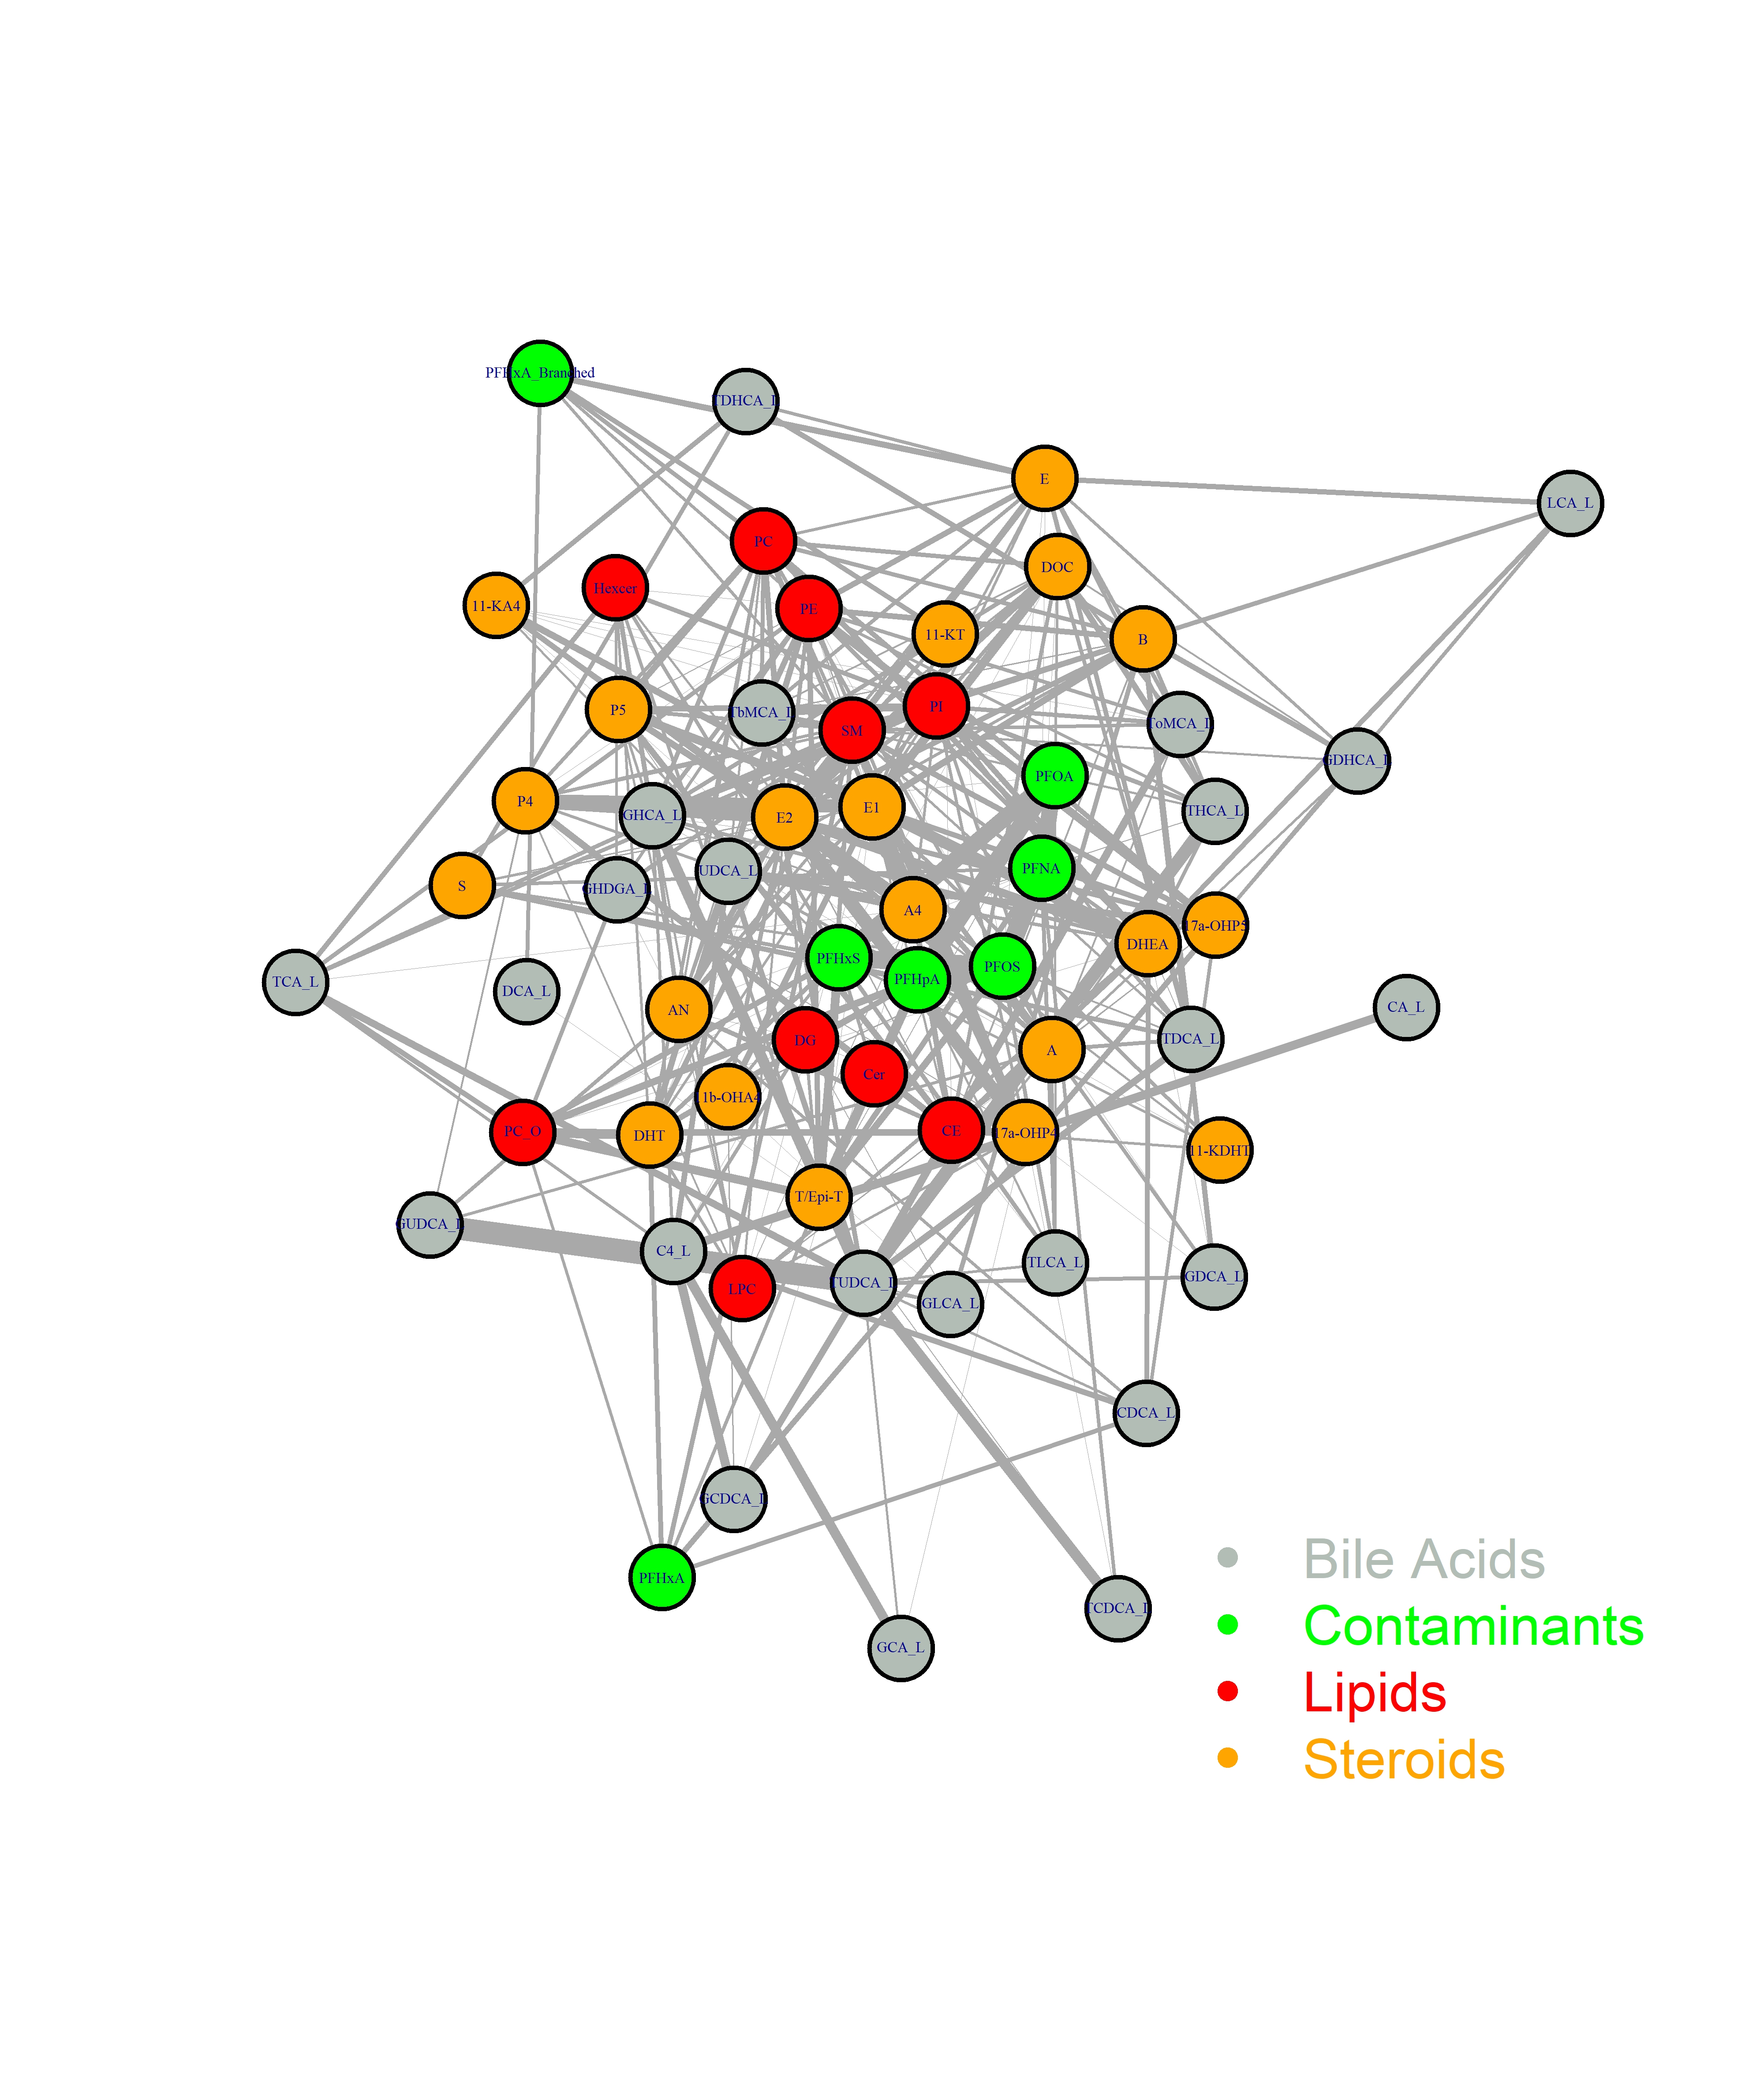 PFHxA_Branched
TDHCA_L
E
LCA_L
PC
DOC
Hexcer
11-KA4
PE
11-KT
B
P5
TbMCA_L
PI
SM
ToMCA_L
GDHCA_L
PFOA
P4
GHCA_L
E2
E1
THCA_L
UDCA_L
PFNA
S
GHDGA_L
A4
17a-OHP5
DHEA
PFHxS
PFHpA
PFOS
TCA_L
DCA_L
AN
CA_L
DG
TDCA_L
A
Cer
1b-OHA4
PC_O
DHT
CE
17a-OHP4
11-KDHT
T/Epi-T
GUDCA_L
C4_L
LPC
TUDCA_L
TLCA_L
GDCA_L
GLCA_L
CDCA_L
GCDCA_L
PFHxA
TCDCA_L
GCA_L
Bile Acids
Contaminants
Lipids
Steroids